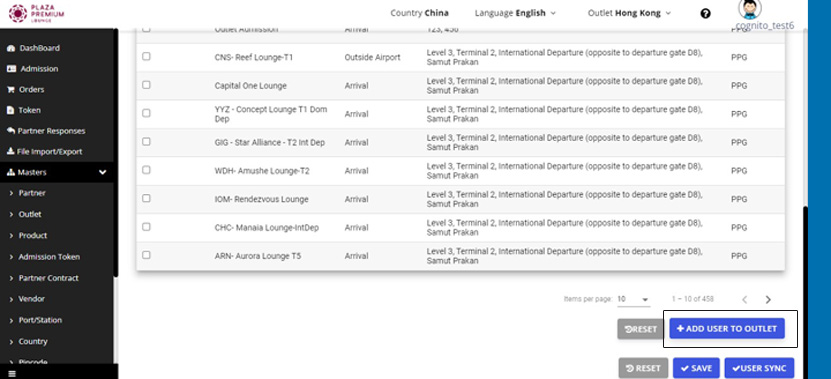 PLAZA
PREMIUM
LOUNGE
Country China
Language English
Outlet Hong Kong
cognito_test6
DashBoard
Admission
Orders
Token
Partner Responses
File Import/Export
Masters
Partner
Outlet
Product
Admission Token
Partner Contract
Vendor
Port/Station
Country
Pincode
Outlet Admission Arrival 123, 456 PPG
CNS- Reef Lounge-T1 Outside Airport Level 3, Terminal 2, International Departure (opposite to departure gate D8), PPG
Samut Prakan
Capital One Lounge Arrival Level 3, Terminal 2, International Departure (opposite to departure gate D8), PPG
Samut Prakan
YYZ - Concept Lounge T1 Dom Arrival Level 3, Terminal 2, International Departure (opposite to departure gate D8), PPG
Dep Samut Prakan
GIG - Star Alliance - T2 Int Dep Arrival Level 3, Terminal 2, International Departure (opposite to departure gate D8), PPG
Samut Prakan
WDH- Amushe Lounge-T2 Arrival Level 3, Terminal 2, International Departure (opposite to departure gate D8), PPG
Samut Prakan
IOM- Rendezvous Lounge Arrival Level 3, Terminal 2, International Departure (opposite to departure gate D8), PPG
Samut Prakan
CHC- Manaia Lounge-IntDep Arrival Level 3, Terminal 2, International Departure (opposite to departure gate D8), PPG
Samut Prakan
ARN- Aurora Lounge T5 Arrival Level 3, Terminal 2, International Departure (opposite to departure gate D8), PPG
Samut Prakan
Items per page: 10 1 – 10 of 458
RESET + ADD USER TO OUTLET
RESET SAVE USER SYNC